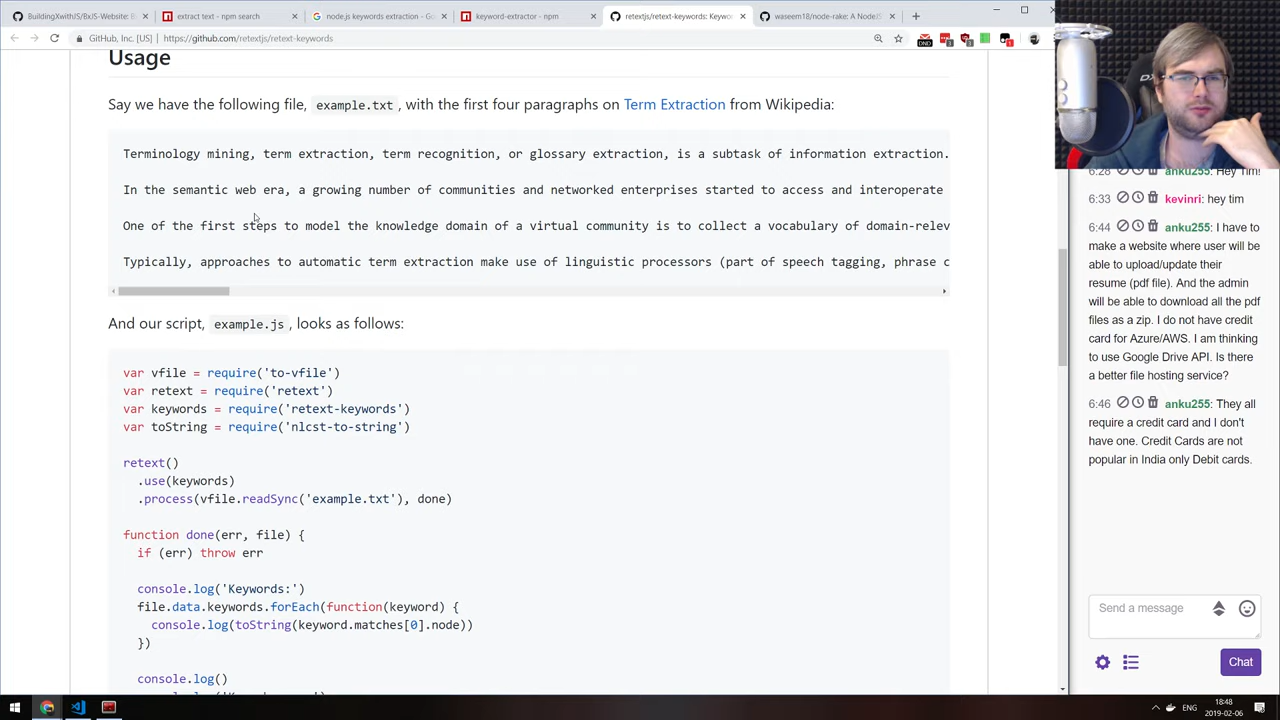 BuildingXwithJS/BxJS-Website: B
extract text - npm search
node.js keywords extraction - Go
keyword-extractor - npm
retextjs/retext-keywords: Keywo
waseem18/node-rake: A NodeJS
GitHub, Inc. [US]
https://github.com/retextjs/retext-keywords
DND
Usage
Say we have the following file, example.txt, with the first four paragraphs on Term Extraction from Wikipedia:
Terminology mining, term extraction, term recognition, or glossary extraction, is a subtask of information extraction.
In the semantic web era, a growing number of communities and networked enterprises started to access and interoperate
One of the first steps to model the knowledge domain of a virtual community is to collect a vocabulary of domain-relev
Typically, approaches to automatic term extraction make use of linguistic processors (part of speech tagging, phrase c
And our script, example.js, looks as follows:
var vfile = require('to-vfile')
var retext = require('retext')
var keywords = require('retext-keywords')
var toString = require('nlcst-to-string')
retext()
.use(keywords)
.process(vfile.readSync('example.txt'), done)
function done(err, file) {
if (err) throw err
console.log('Keywords:')
file.data.keywords.forEach(function(keyword) {
console.log(toString(keyword.matches[0].node))
})
console.log()
6:28 anku255: Hey Tim!
6:33 kevinri: hey tim
6:44 anku255: I have to
make a website where user will be
able to upload/update their
resume (pdf file). And the admin
will be able to download all the pdf
files as a zip. I do not have credit
card for Azure/AWS. I am thinking
to use Google Drive API. Is there
a better file hosting service?
6:46 anku255: They all
require a credit card and I don't
have one. Credit Cards are not
popular in India only Debit cards.
Send a message
Chat
ENG
18:48
2019-02-06